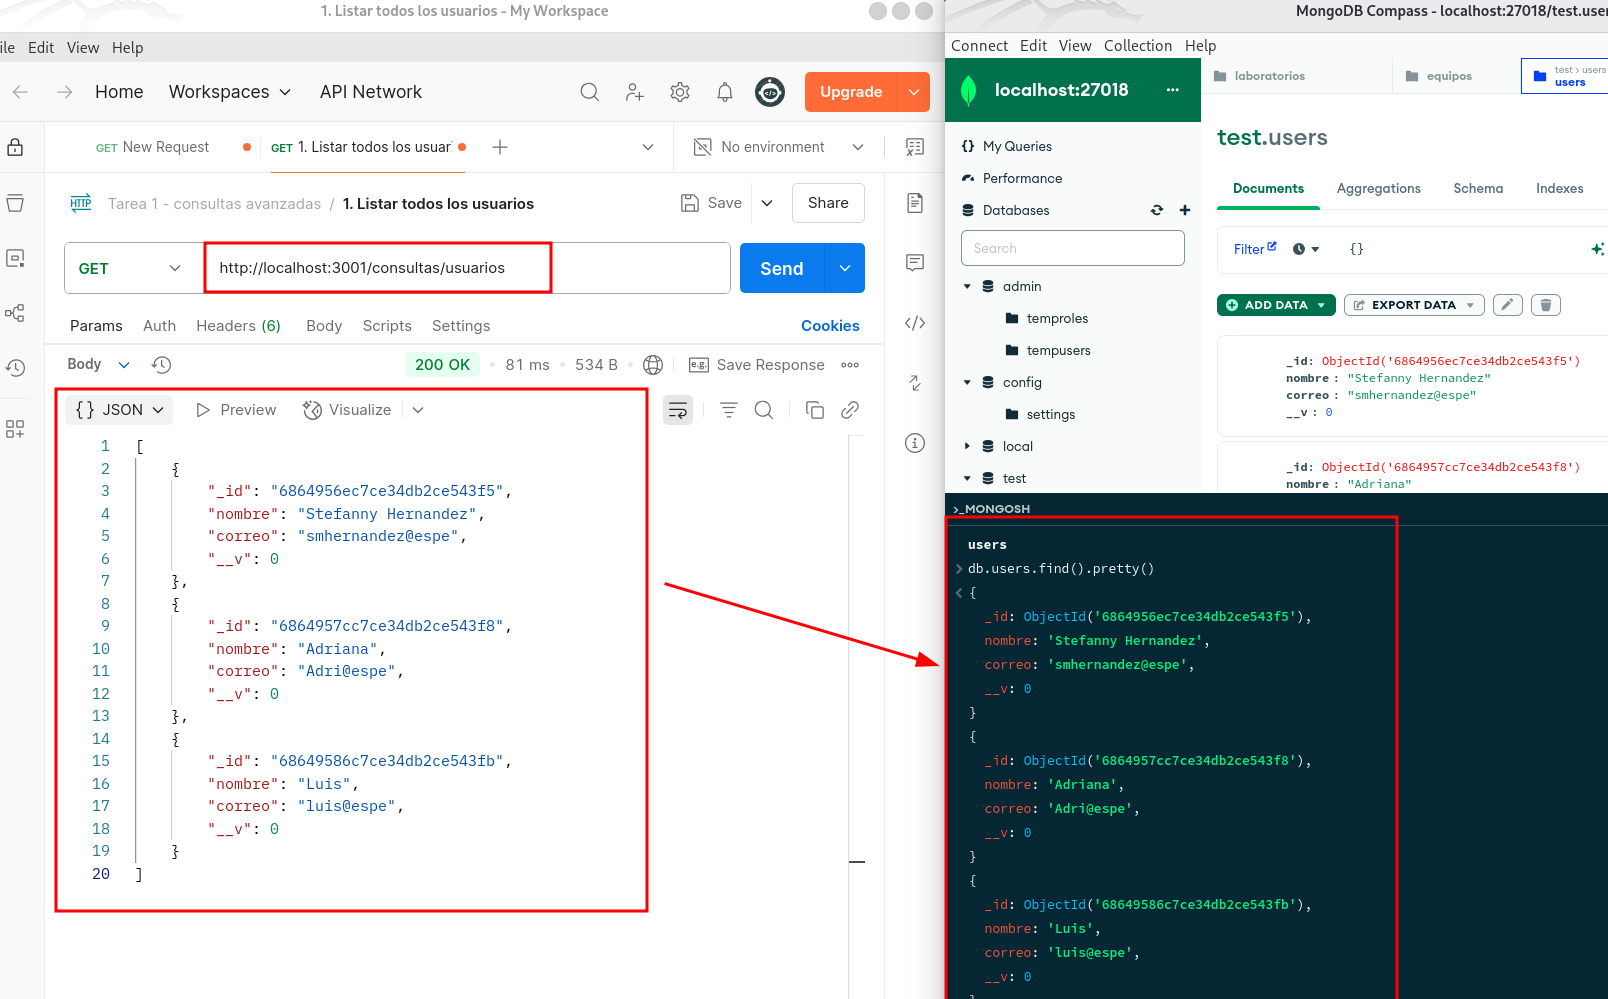 1. Listar todos los usuarios - My Workspace
ile Edit View Help
Home Workspaces API Network Upgrade
GET New Request GET 1. Listar todos los usuar No environment
HTTP Tarea 1 - consultas avanzadas / 1. Listar todos los usuarios Save Share
GET http://localhost:3001/consultas/usuarios Send
Params Auth Headers (6) Body Scripts Settings Cookies
Body 200 OK • 81 ms • 534 B e.g. Save Response
{} JSON Preview Visualize
1 [
2 {
3 "_id": "6864956ec7ce34db2ce543f5",
4 "nombre": "Stefanny Hernandez",
5 "correo": "smhernandez@espe",
6 "__v": 0
7 },
8 {
9 "_id": "6864957cc7ce34db2ce543f8",
10 "nombre": "Adriana",
11 "correo": "Adri@espe",
12 "__v": 0
13 },
14 {
15 "_id": "68649586c7ce34db2ce543fb",
16 "nombre": "Luis",
17 "correo": "luis@espe",
18 "__v": 0
19 }
20 ]
MongoDB Compass - localhost:27018/test.user
Connect Edit View Collection Help
localhost:27018
{} My Queries
Performance
Databases
Search
admin
temproles
tempusers
config
settings
local
test
laboratorios equipos test > users
users
test.users
Documents Aggregations Schema Indexes
Filter {}
ADD DATA EXPORT DATA
_id: ObjectId('6864956ec7ce34db2ce543f5')
nombre : "Stefanny Hernandez"
correo : "smhernandez@espe"
__v : 0
_id: ObjectId('6864957cc7ce34db2ce543f8')
nombre : "Adriana"
>_MONGOSH
users
> db.users.find().pretty()
< {
_id: ObjectId('6864956ec7ce34db2ce543f5'),
nombre: 'Stefanny Hernandez',
correo: 'smhernandez@espe',
__v: 0
}
{
_id: ObjectId('6864957cc7ce34db2ce543f8'),
nombre: 'Adriana',
correo: 'Adri@espe',
__v: 0
}
{
_id: ObjectId('68649586c7ce34db2ce543fb'),
nombre: 'Luis',
correo: 'luis@espe',
__v: 0
}